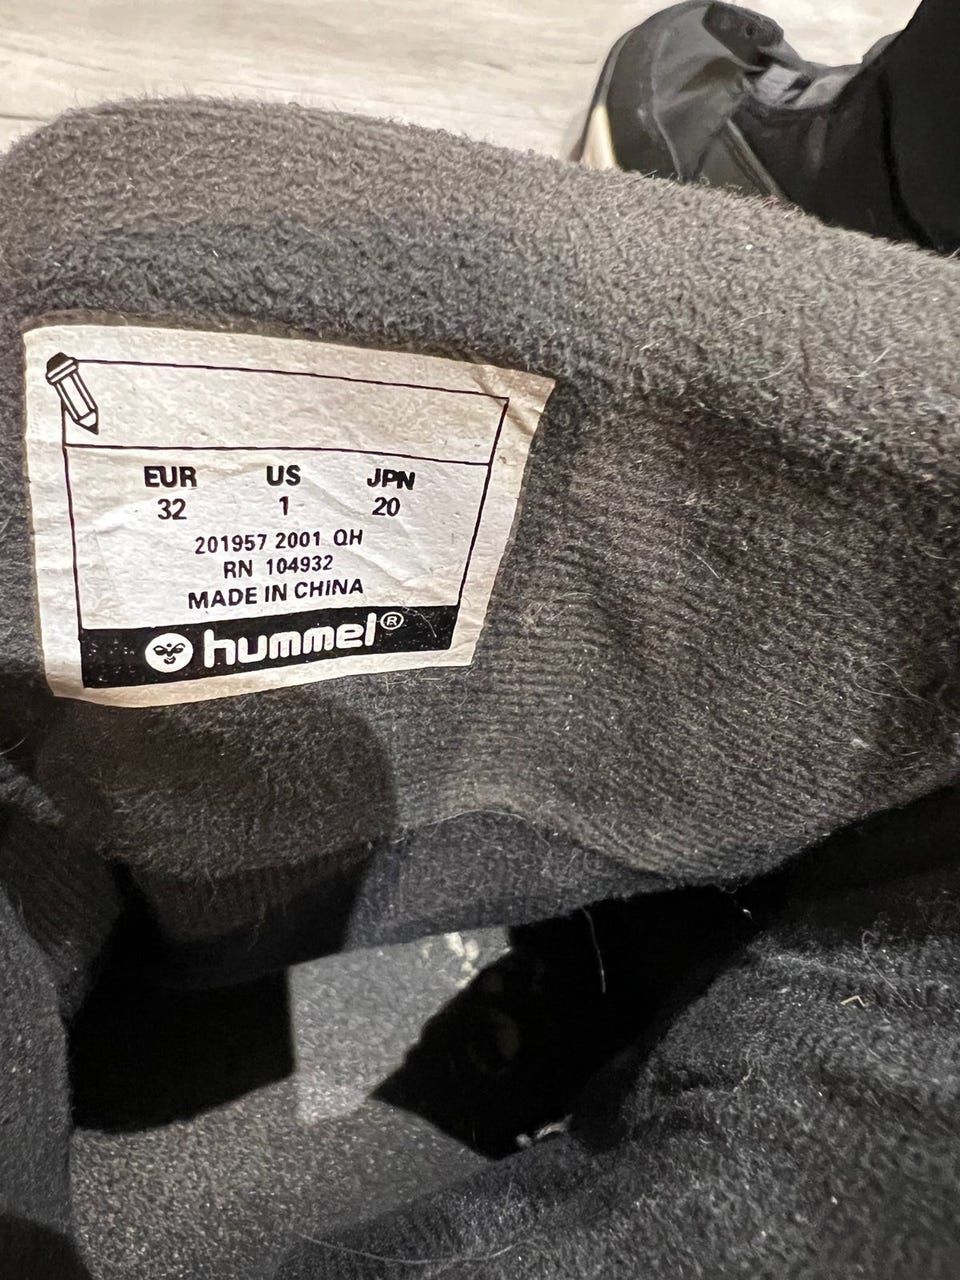 EUR US JPN
32 1 20
201957 2001 QH
RN 104932
MADE IN CHINA
hummel®